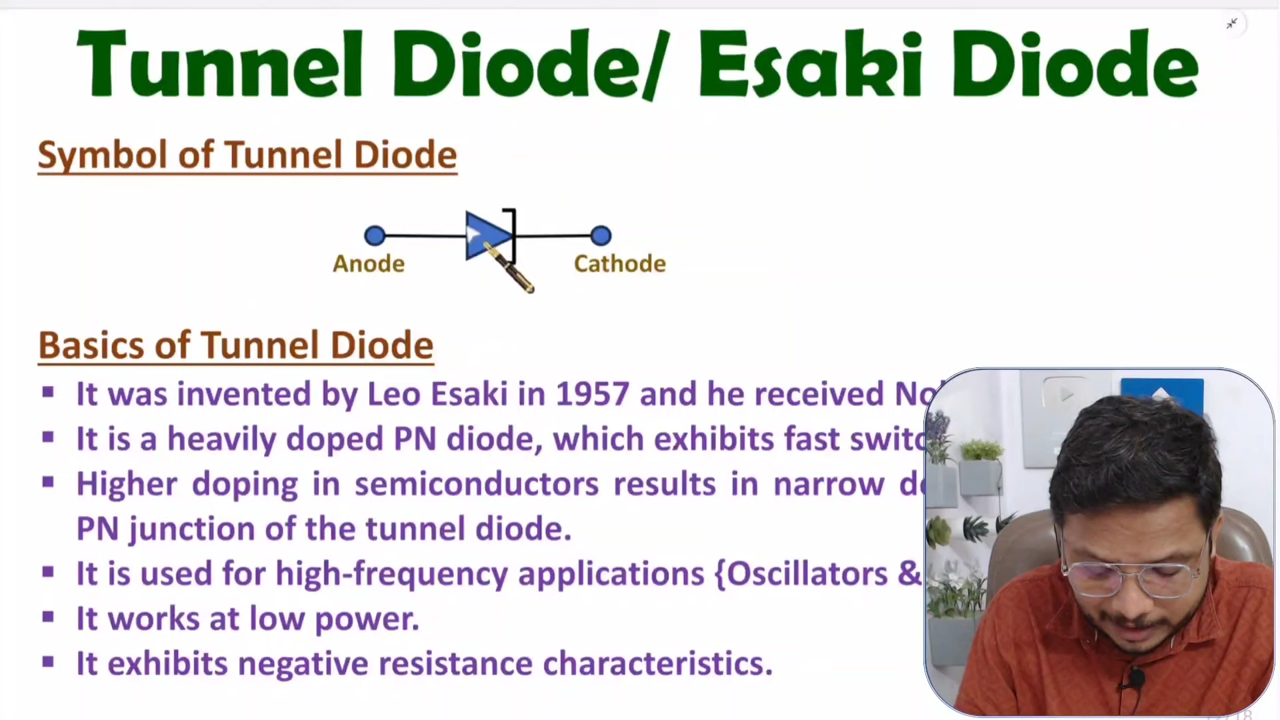 Tunnel Diode/ Esaki Diode
Symbol of Tunnel Diode
Anode
Cathode
Basics of Tunnel Diode
▪ It was invented by Leo Esaki in 1957 and he received
▪ It is a heavily doped PN diode, which exhibits fast
▪ Higher doping in semiconductors results in narrow
PN junction of the tunnel diode.
▪ It is used for high-frequency applications {Oscillators &
▪ It works at low power.
▪ It exhibits negative resistance characteristics.